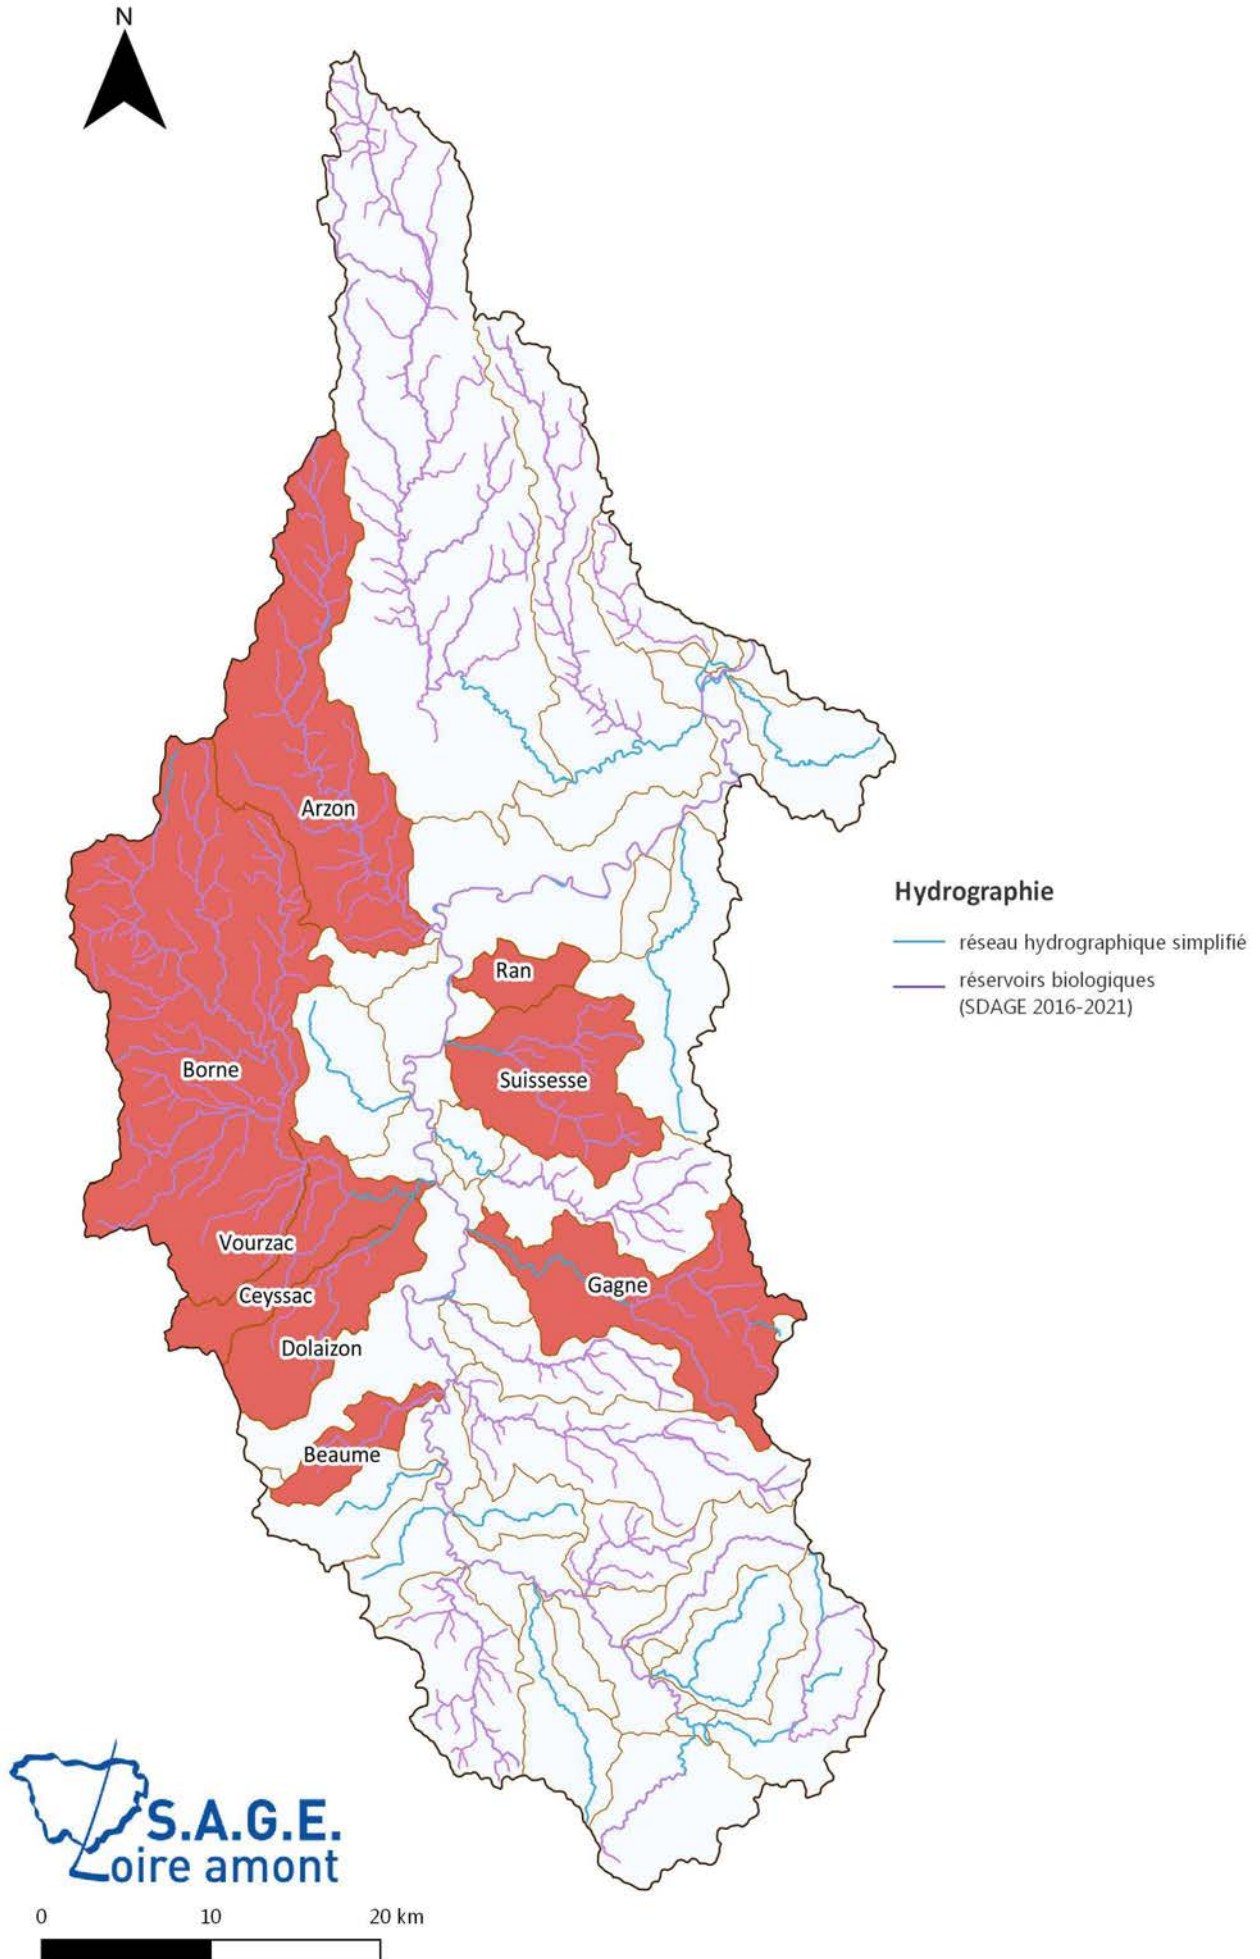 N
Arzon
Hydrographie
réseau hydrographique simplifié
réservoirs biologiques
(SDAGE 2016-2021)
Ran
Borne
Suissesse
Vourzac
Gagne
Ceyssac
Dolaizon
Beaume
S.A.G.E.
Loire amont
0 10 20 km